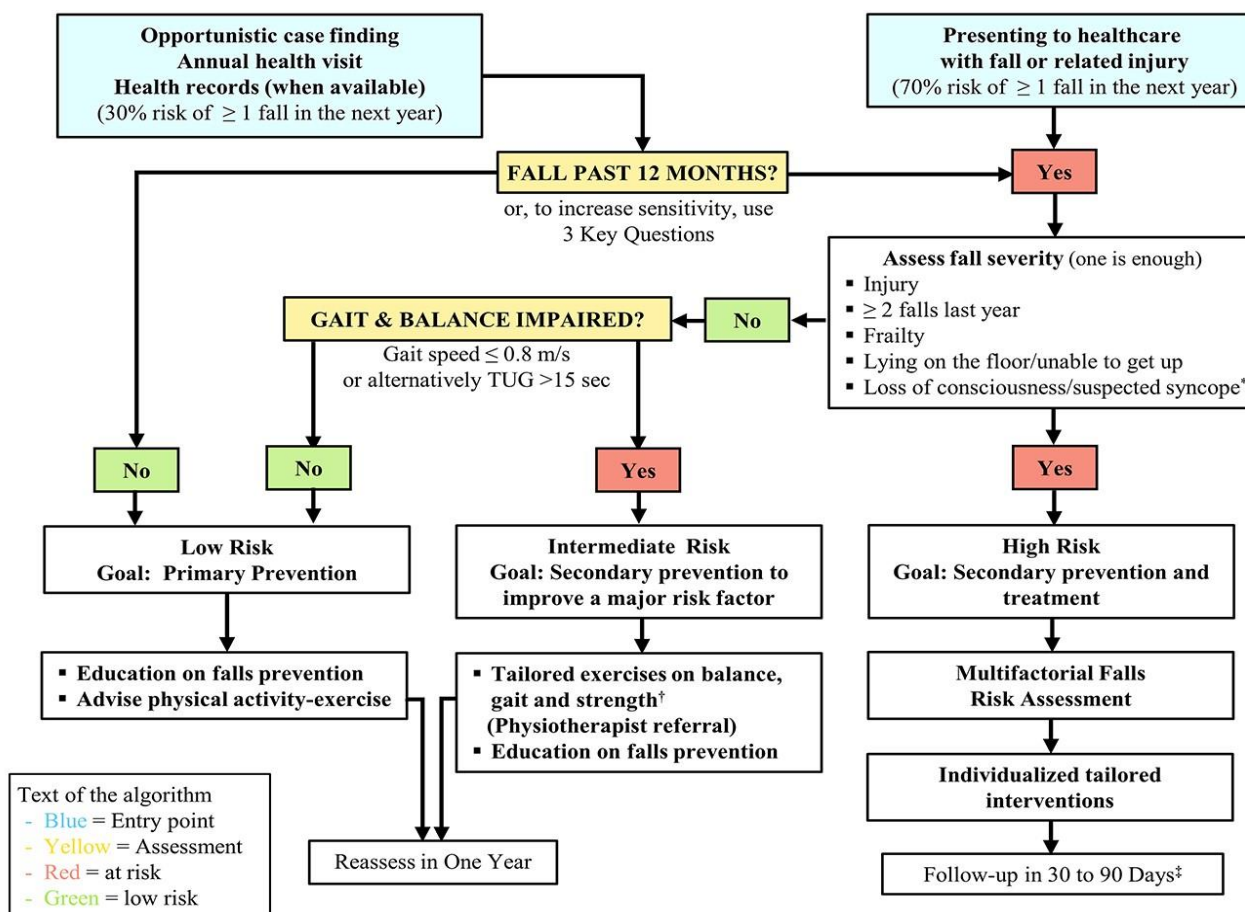 Opportunistic case finding
Annual health visit
Health records (when available)
(30% risk of ≥ 1 fall in the next year)
Presenting to healthcare
with fall or related injury
(70% risk of ≥ 1 fall in the next year)
FALL PAST 12 MONTHS?
or, to increase sensitivity, use
3 Key Questions
Yes
Assess fall severity (one is enough)
▪ Injury
▪ ≥ 2 falls last year
▪ Frailty
▪ Lying on the floor/unable to get up
▪ Loss of consciousness/suspected syncope*
No
GAIT & BALANCE IMPAIRED?
Gait speed ≤ 0.8 m/s
or alternatively TUG >15 sec
No
No
Yes
Yes
Low Risk
Goal: Primary Prevention
Intermediate Risk
Goal: Secondary prevention to
improve a major risk factor
High Risk
Goal: Secondary prevention and
treatment
▪ Education on falls prevention
▪ Advise physical activity-exercise
▪ Tailored exercises on balance,
gait and strength†
(Physiotherapist referral)
▪ Education on falls prevention
Multifactorial Falls
Risk Assessment
Individualized tailored
interventions
Reassess in One Year
Follow-up in 30 to 90 Days‡
Text of the algorithm
- Blue = Entry point
- Yellow = Assessment
- Red = at risk
- Green = low risk